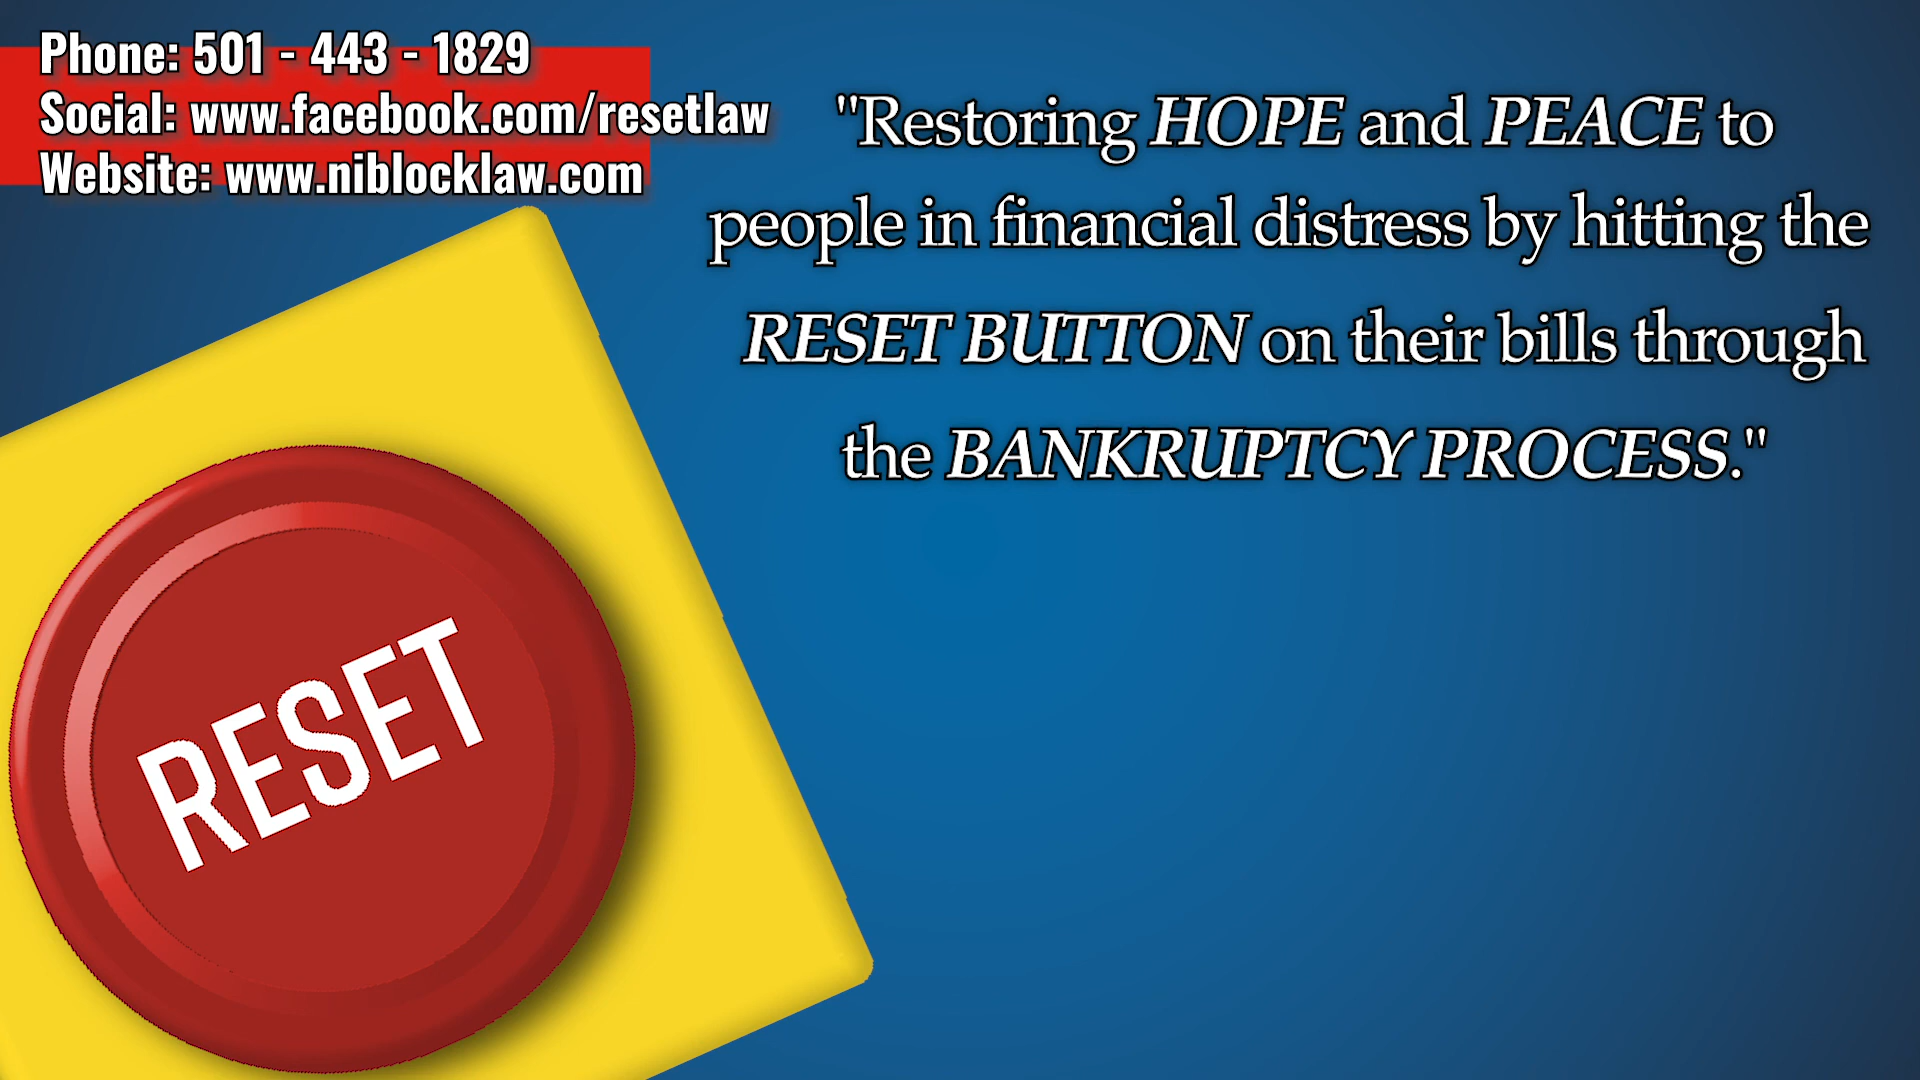 Phone: 501 - 443 - 1829
Social: www.facebook.com/resetlaw
Website: www.niblocklaw.com
"Restoring HOPE and PEACE to
people in financial distress by hitting the
RESET BUTTON on their bills through
the BANKRUPTCY PROCESS."
RESET